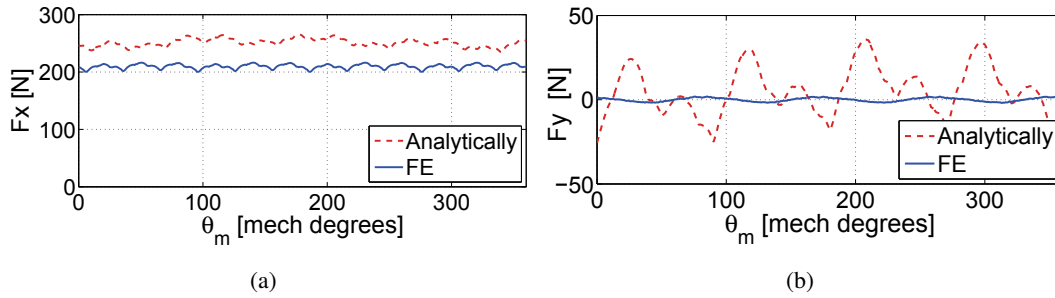 300
200
100
0
Fx [N]
0
100
200
300
θm [mech degrees]
Analytically
FE
(a)
50
0
−50
Fy [N]
0
100
200
300
θm [mech degrees]
Analytically
FE
(b)